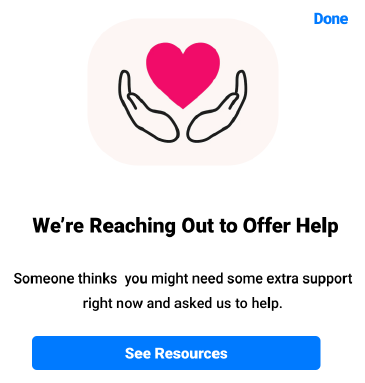 Done
We're Reaching Out to Offer Help
Someone thinks  you might need some extra support
right now and asked us to help.
See Resources